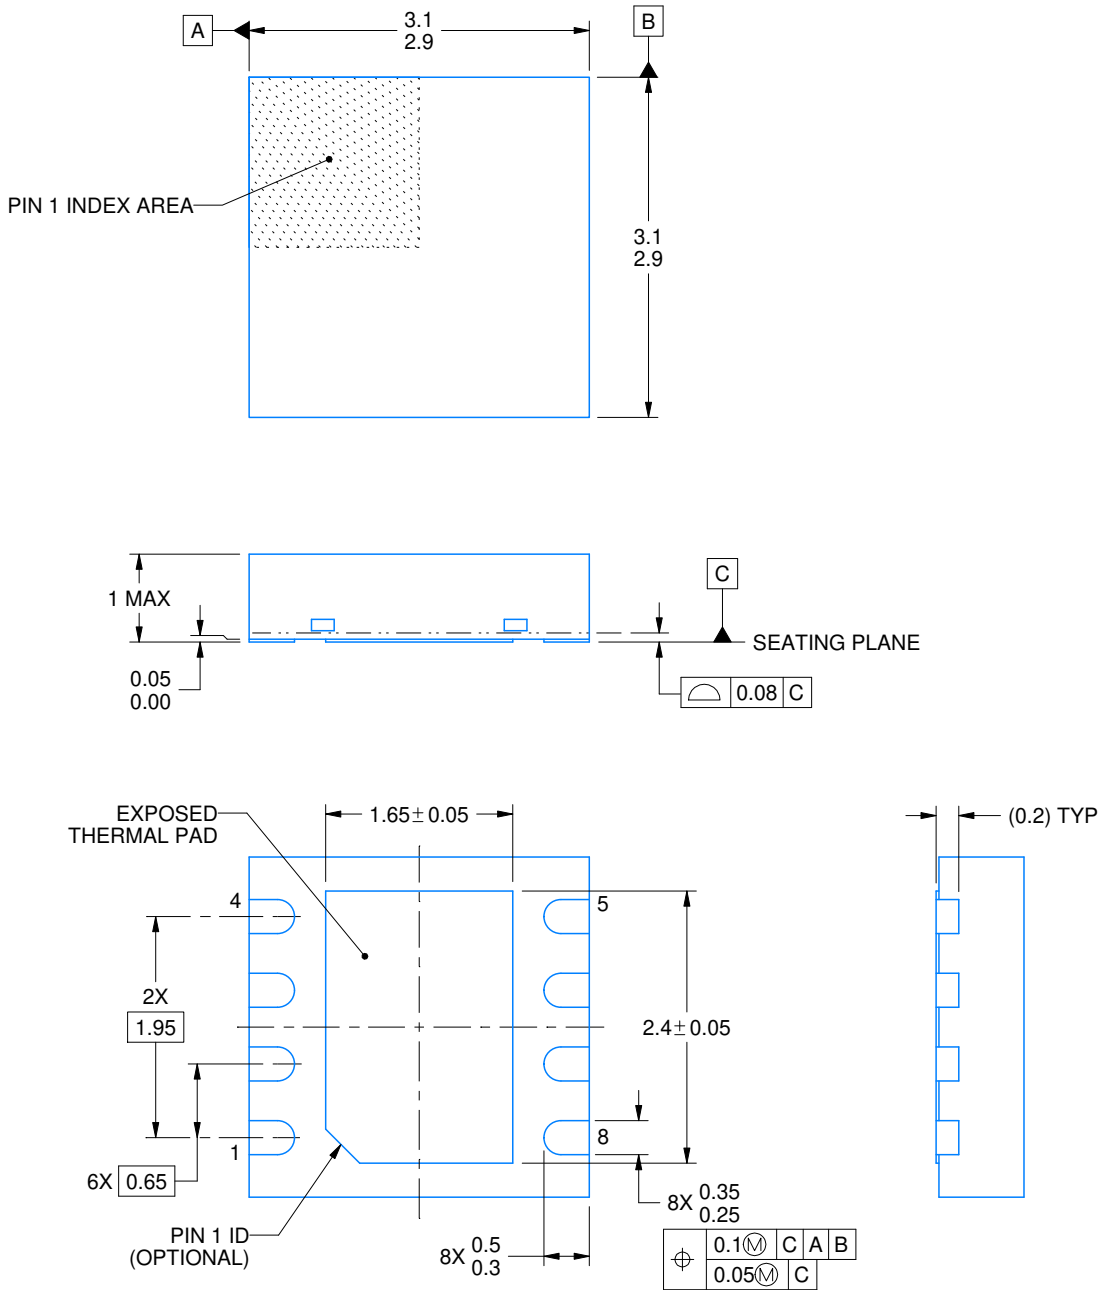 A
3.1
2.9
B
PIN 1 INDEX AREA
3.1
2.9
1 MAX
C
SEATING PLANE
0.05
0.00
0.08 C
EXPOSED
THERMAL PAD
1.65±0.05
(0.2) TYP
4
5
2X
1.95
2.4±0.05
1
8
6X 0.65
8X 0.35
0.25
PIN 1 ID
(OPTIONAL)
8X 0.5
0.3
0.1Ⓜ C A B
0.05Ⓜ C